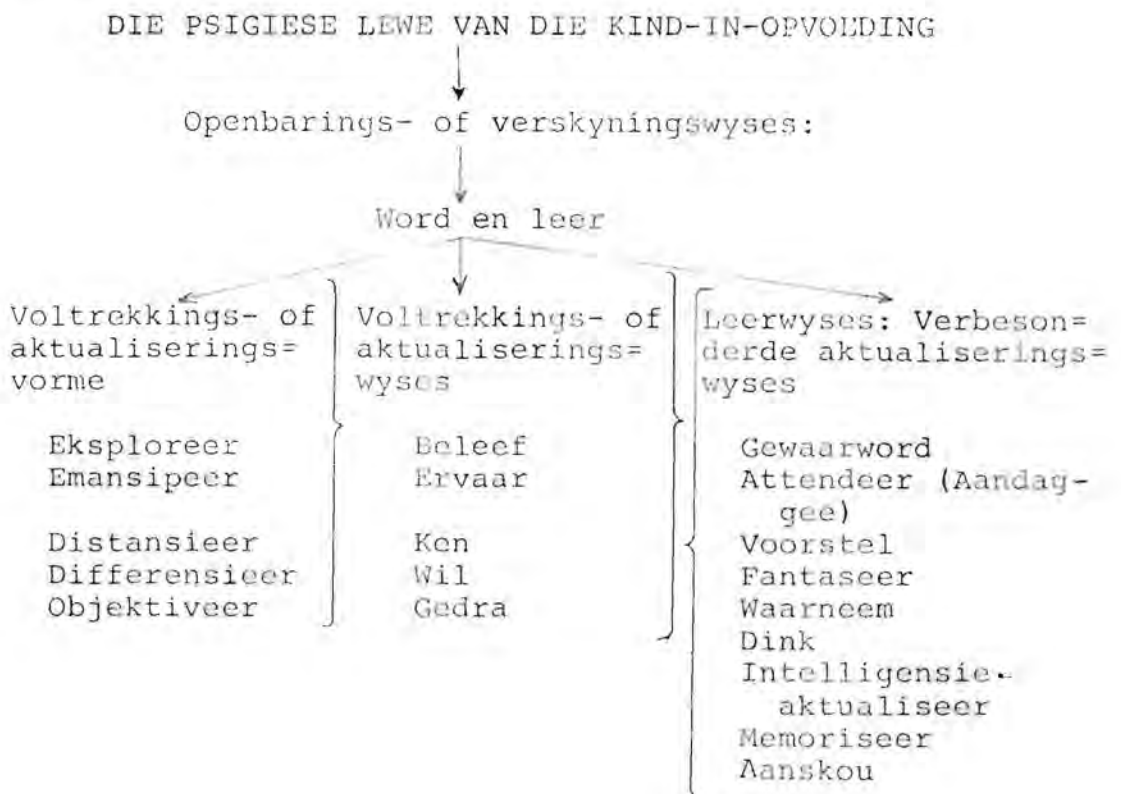 DIE PSIGIESE LEWE VAN DIE KIND-IN-OPVOEDING
Openbarings- of verskyningswyses:
Word en leer
Voltrekkings- of
aktualiserings=
vorme
Eksploreer
Emansipeer
Distansieer
Differensieer
Objektiveer
Voltrekkings- of
aktualiserings=
wyses
Beleef
Ervaar
Ken
Wil
Gedra
Leerwyses: Verbeson=
derde aktualiserings=
wyses
Gewaarword
Attendeer (Aandag-
gee)
Voorstel
Fantaseer
Waarneem
Dink
Intelligensie-
aktualiseer
Memoriseer
Aanskou